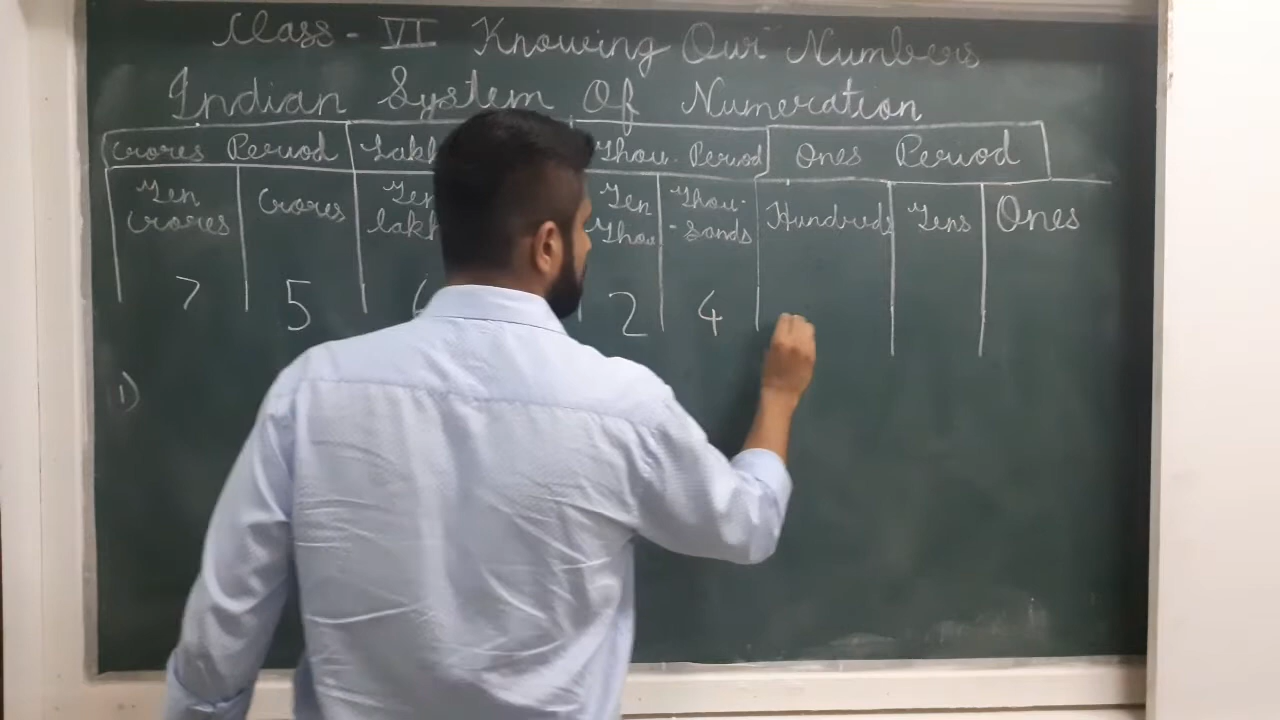 Class - VI Knowing Our Numbers
Indian System Of Numeration
Crores Period Lakh Thou. Period Ones Period
Ten Crores Crores Ten lakh Ten Thou. Thou- -sands Hundreds Tens Ones
7 5 2 4
1)